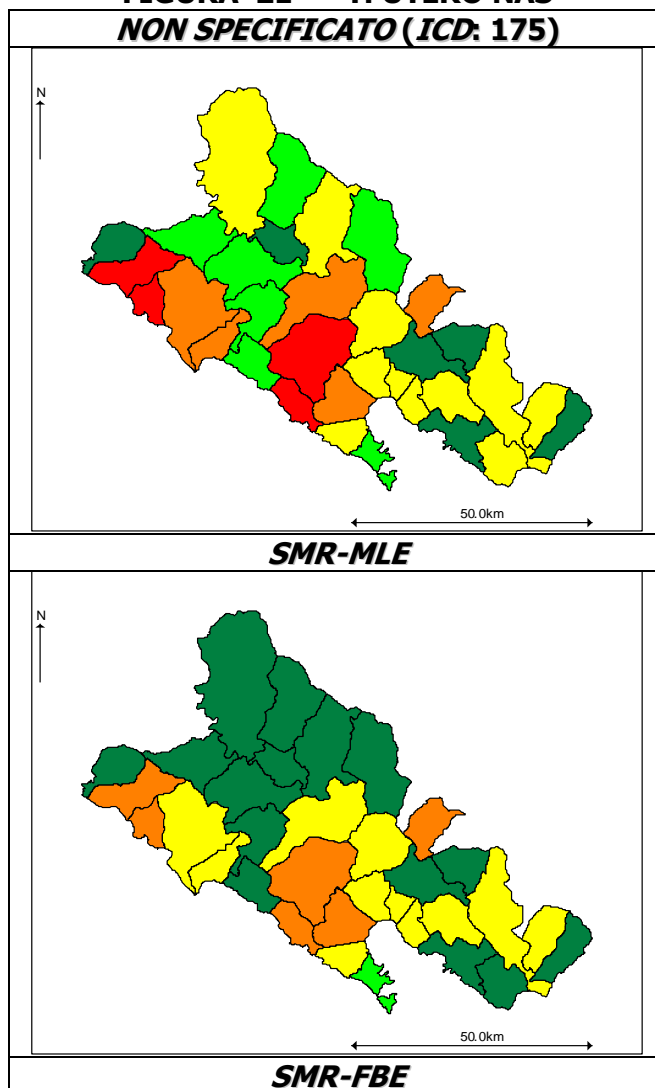 NON SPECIFICATO (ICD: 175)
N
50.0km
SMR-MLE
N
50.0km
SMR-FBE